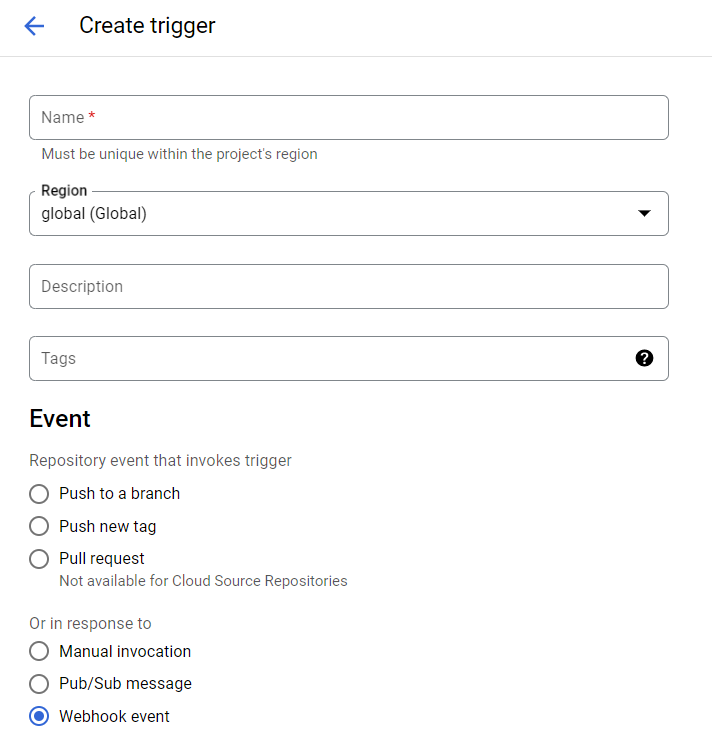 Create trigger
Name *
Must be unique within the project's region
Region
global (Global)
Description
Tags
?
Event
Repository event that invokes trigger
Push to a branch
Push new tag
Pull request
Not available for Cloud Source Repositories
Or in response to
Manual invocation
Pub/Sub message
Webhook event